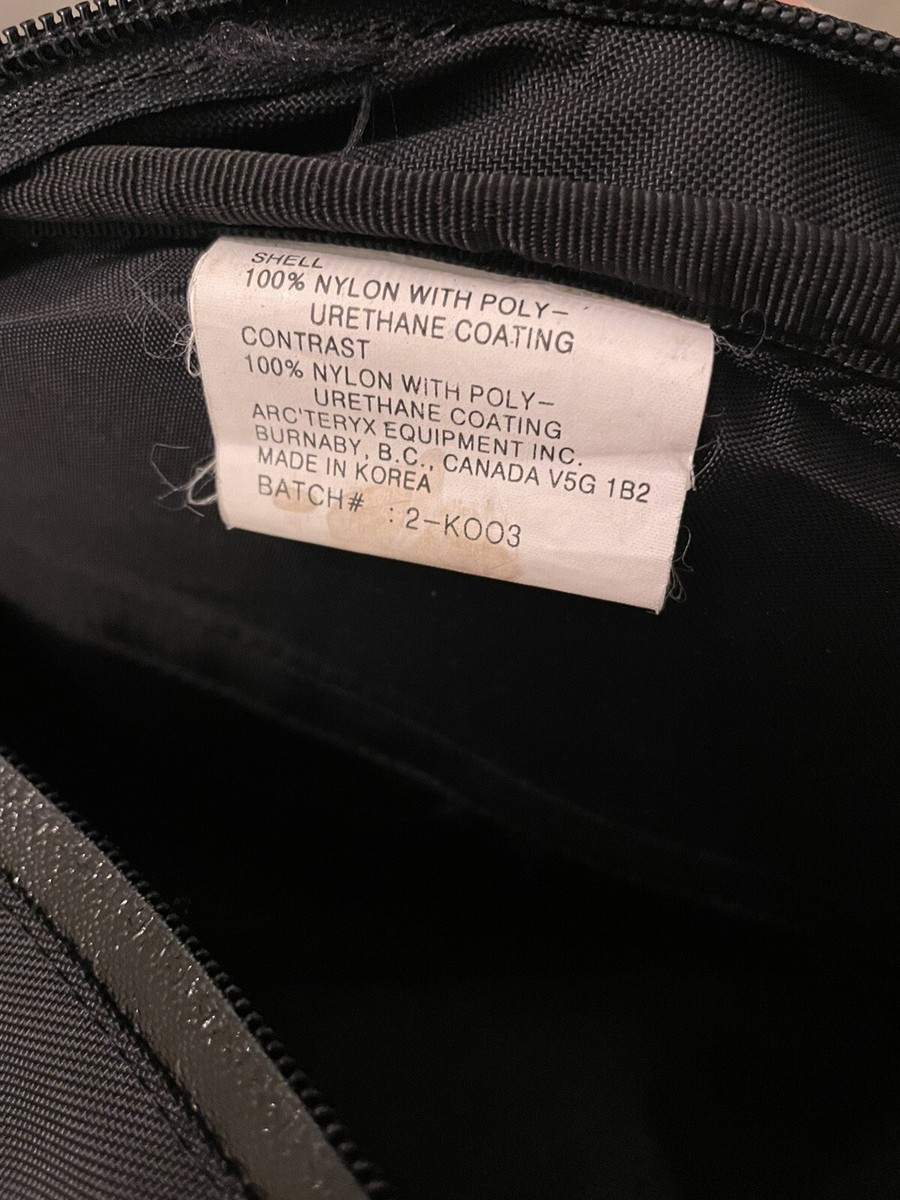 SHELL
100% NYLON WITH POLY-
URETHANE COATING
CONTRAST
100% NYLON WITH POLY-
URETHANE COATING
ARC'TERYX EQUIPMENT INC.
BURNABY, B.C., CANADA V5G 1B2
MADE IN KOREA
BATCH# : 2-K003